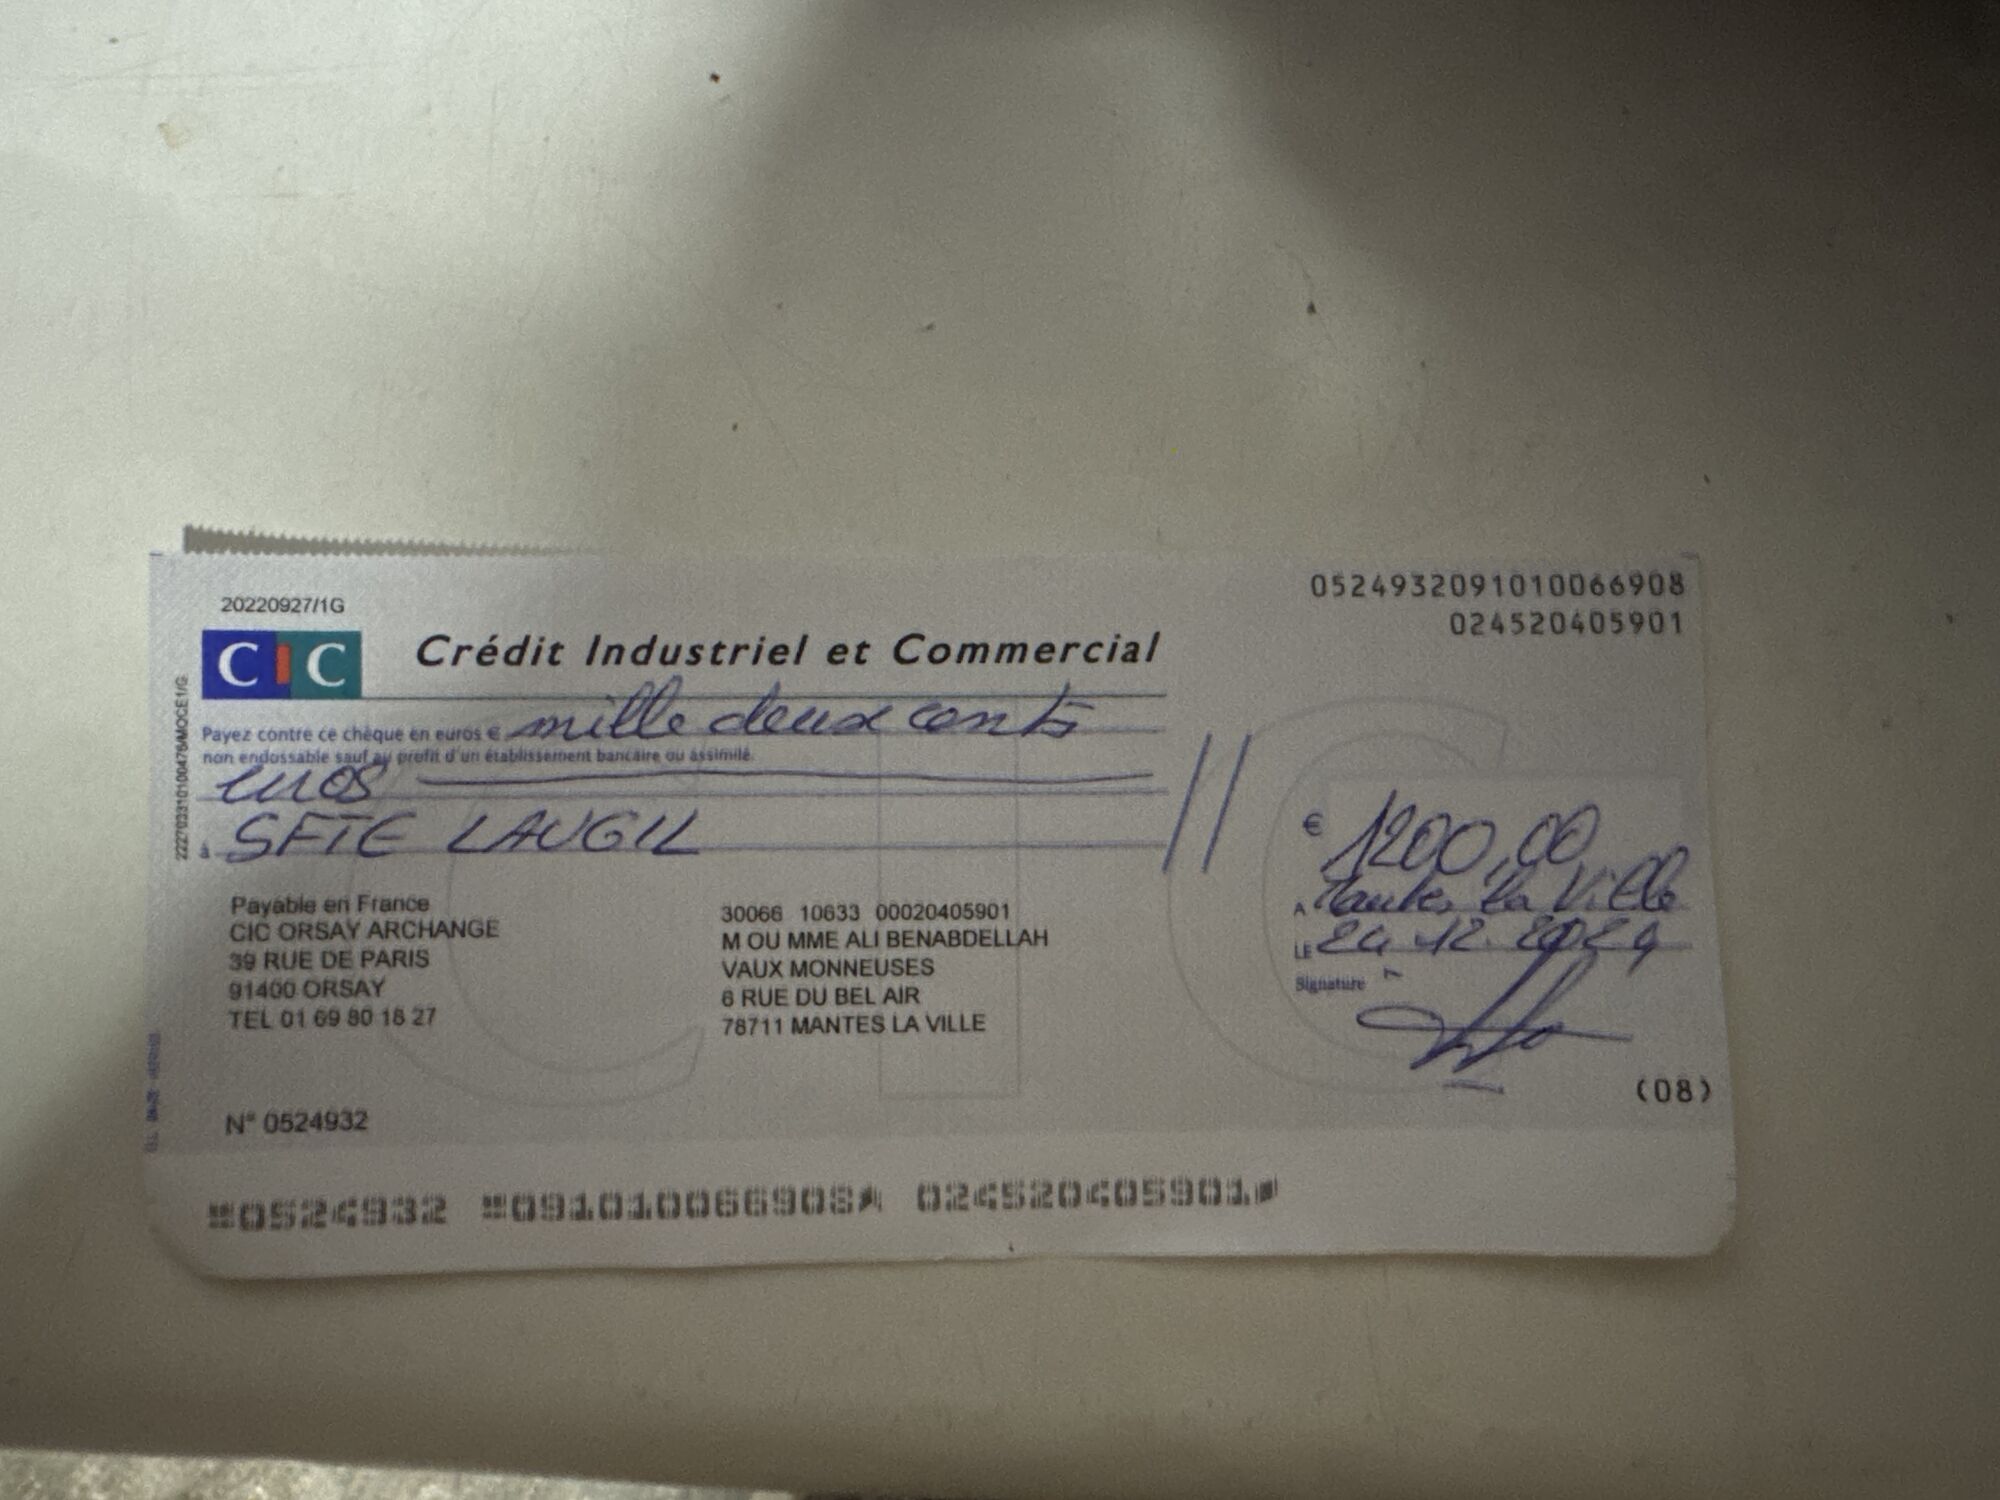 20220927/1G
0524932091010066908
024520405901
CIC Crédit Industriel et Commercial
Payez contre ce chèque en euros € mille deux cents
non endossable sauf au profit d'un établissement bancaire ou assimilé.
euros
à SFTE LAUGIL
€ 1200,00
A Mantes la Ville
LE 24.12.2024
Signature
Payable en France
CIC ORSAY ARCHANGE
39 RUE DE PARIS
91400 ORSAY
TEL 01 69 80 18 27
30066 10633 00020405901
M OU MME ALI BENABDELLAH
VAUX MONNEUSES
6 RUE DU BEL AIR
78711 MANTES LA VILLE
(08)
N° 0524932
0524932 091010066908 024520405901